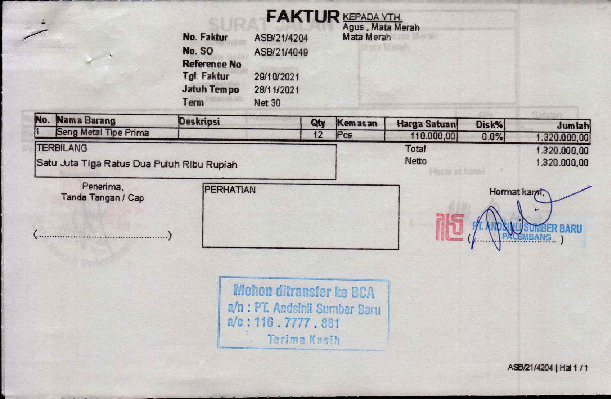 FAKTUR
KEPADA YTH.
Agus , Mata Merah
Mata Merah
No. Faktur ASB/21/4204
No. SO ASB/21/4049
Reference No
Tgl. Faktur 29/10/2021
Jatuh Tempo 28/11/2021
Term Net 30
No. Nama Barang Deskripsi Qty Kemasan Harga Satuan Disk% Jumlah
1 Seng Metal Tipe Prima 12 Pcs 110.000,00 0.0% 1.320.000,00
TERBILANG Total 1.320.000,00
Satu Juta Tiga Ratus Dua Puluh Ribu Rupiah Netto 1.320.000,00
Penerima,
Tanda Tangan / Cap
(........................................)
PERHATIAN
Hormat kami,
PT. ANDSINLI SUMBER BARU
PALEMBANG
Mohon ditransfer ke BCA
a/n : PT. Andsinli Sumber Baru
a/c : 116 . 7777 . 881
Terima Kasih
ASB/21/4204 | Hal 1 / 1